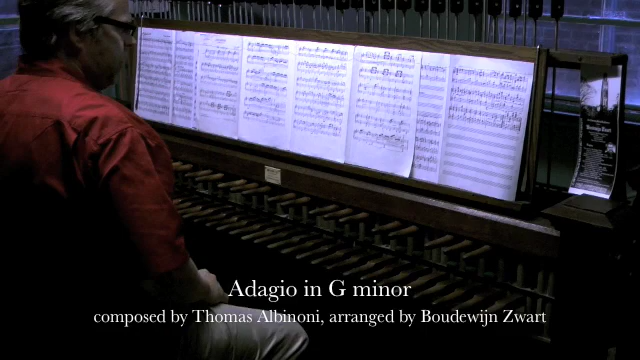 Adagio in G minor
composed by Thomas Albinoni, arranged by Boudewijn Zwart